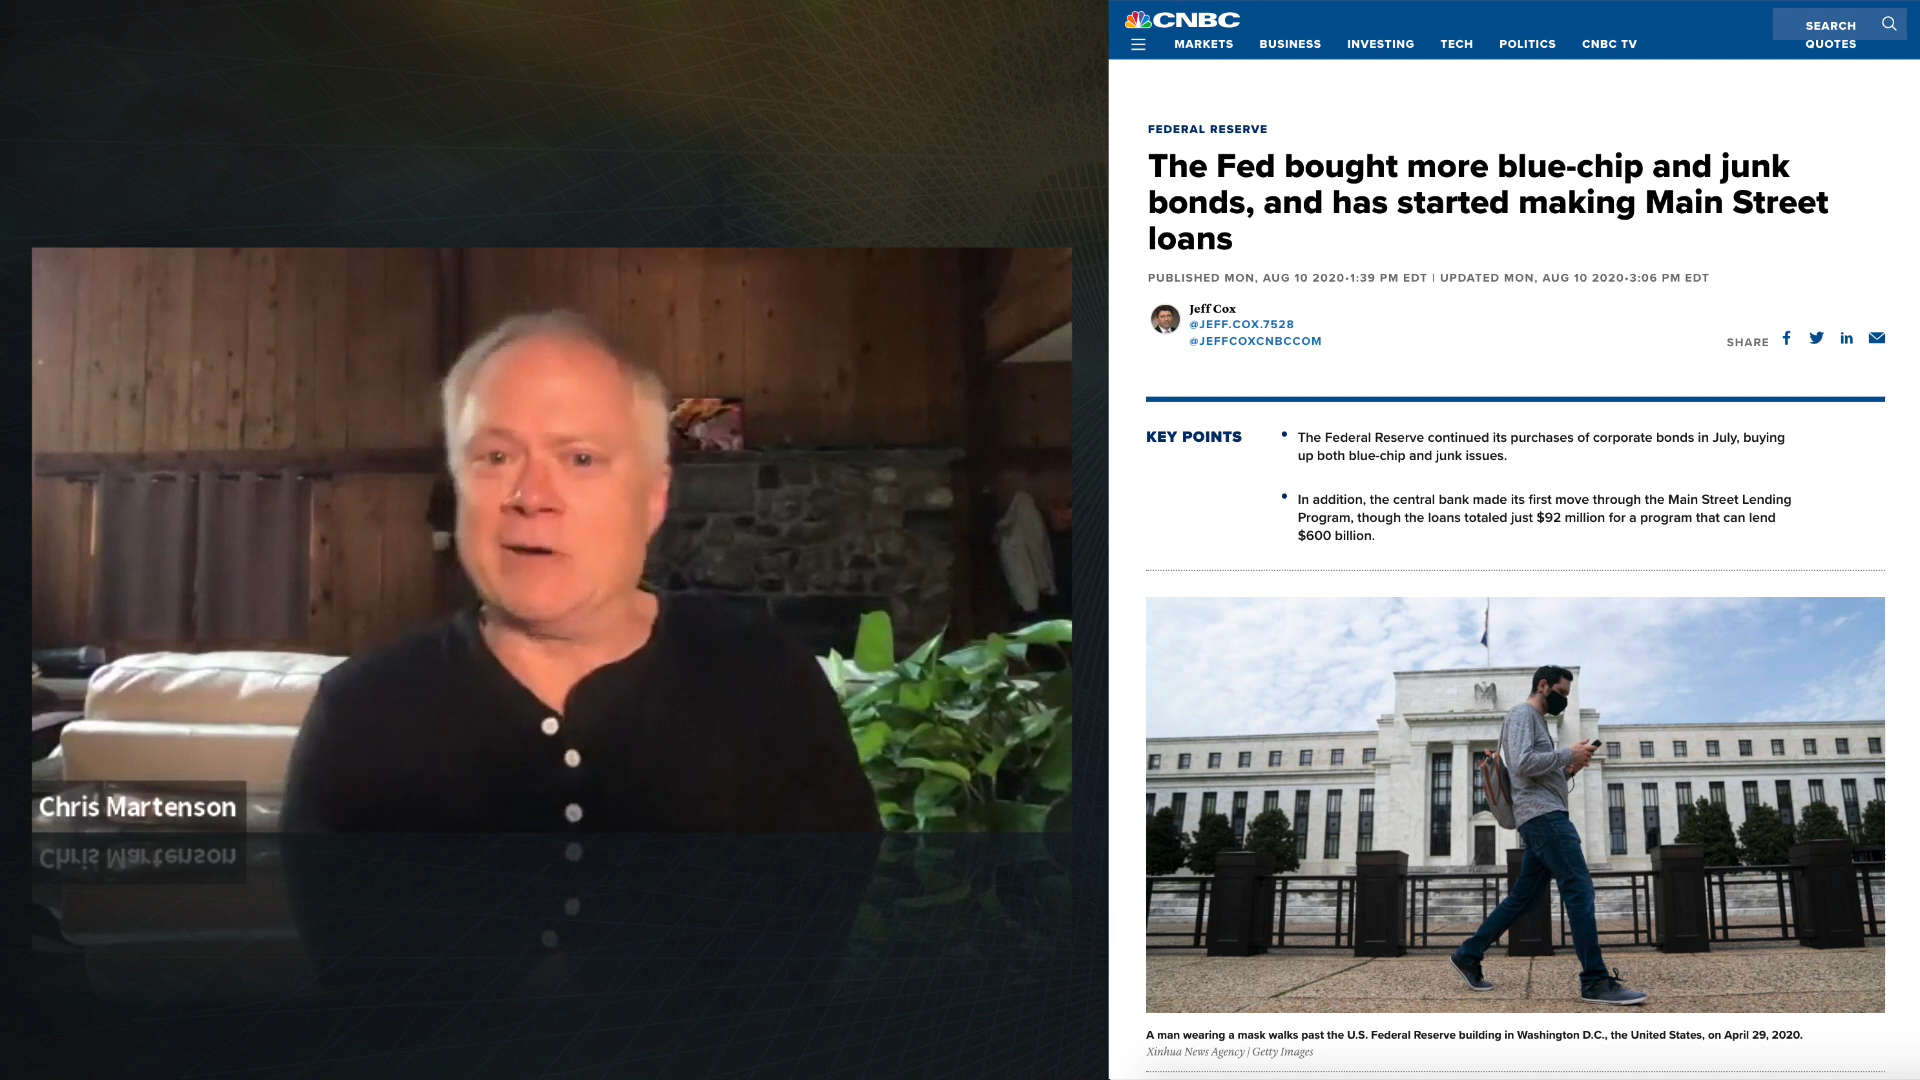 Chris Martenson
CNBC
MARKETS BUSINESS INVESTING TECH POLITICS CNBC TV
SEARCH
QUOTES
FEDERAL RESERVE
The Fed bought more blue-chip and junk
bonds, and has started making Main Street
loans
PUBLISHED MON, AUG 10 2020•1:39 PM EDT | UPDATED MON, AUG 10 2020•3:06 PM EDT
Jeff Cox
@JEFF.COX.7528
@JEFFCOXCNBCCOM
SHARE
KEY POINTS
• The Federal Reserve continued its purchases of corporate bonds in July, buying
up both blue-chip and junk issues.
• In addition, the central bank made its first move through the Main Street Lending
Program, though the loans totaled just $92 million for a program that can lend
$600 billion.
A man wearing a mask walks past the U.S. Federal Reserve building in Washington D.C., the United States, on April 29, 2020.
Xinhua News Agency | Getty Images